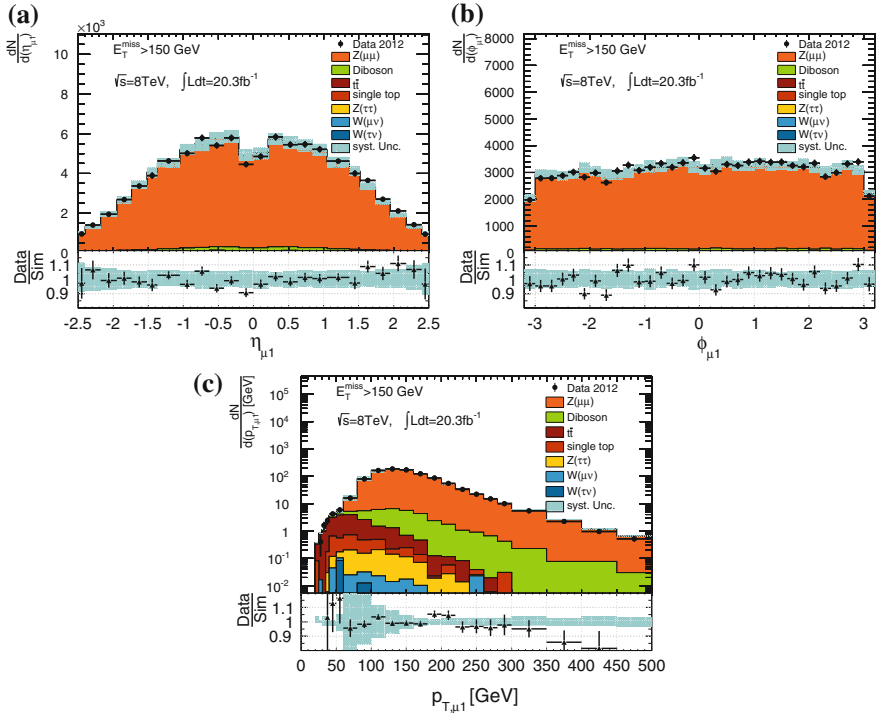 (a)
×10³
dN
d(η_μ1)
E_T^miss>150 GeV
√s=8TeV, ∫Ldt=20.3fb⁻¹
Data 2012
Z(μμ)
Diboson
tt̄
single top
Z(ττ)
W(μν)
W(τν)
syst. Unc.
10
8
6
4
2
0
Data
Sim
1.1
1
0.9
-2.5 -2 -1.5 -1 -0.5 0 0.5 1 1.5 2 2.5
η_μ1
(b)
dN
d(ϕ_μ1)
E_T^miss>150 GeV
√s=8TeV, ∫Ldt=20.3fb⁻¹
Data 2012
Z(μμ)
Diboson
tt̄
single top
Z(ττ)
W(μν)
W(τν)
syst. Unc.
8000
7000
6000
5000
4000
3000
2000
1000
0
Data
Sim
1.1
1
0.9
-3 -2 -1 0 1 2 3
ϕ_μ1
(c)
dN
d(p_T,μ1) [GeV]
E_T^miss>150 GeV
√s=8TeV, ∫Ldt=20.3fb⁻¹
Data 2012
Z(μμ)
Diboson
tt̄
single top
Z(ττ)
W(μν)
W(τν)
syst. Unc.
10⁵
10⁴
10³
10²
10
1
10⁻¹
10⁻²
Data
Sim
1.1
1
0.9
0 50 100 150 200 250 300 350 400 450 500
p_T,μ1 [GeV]